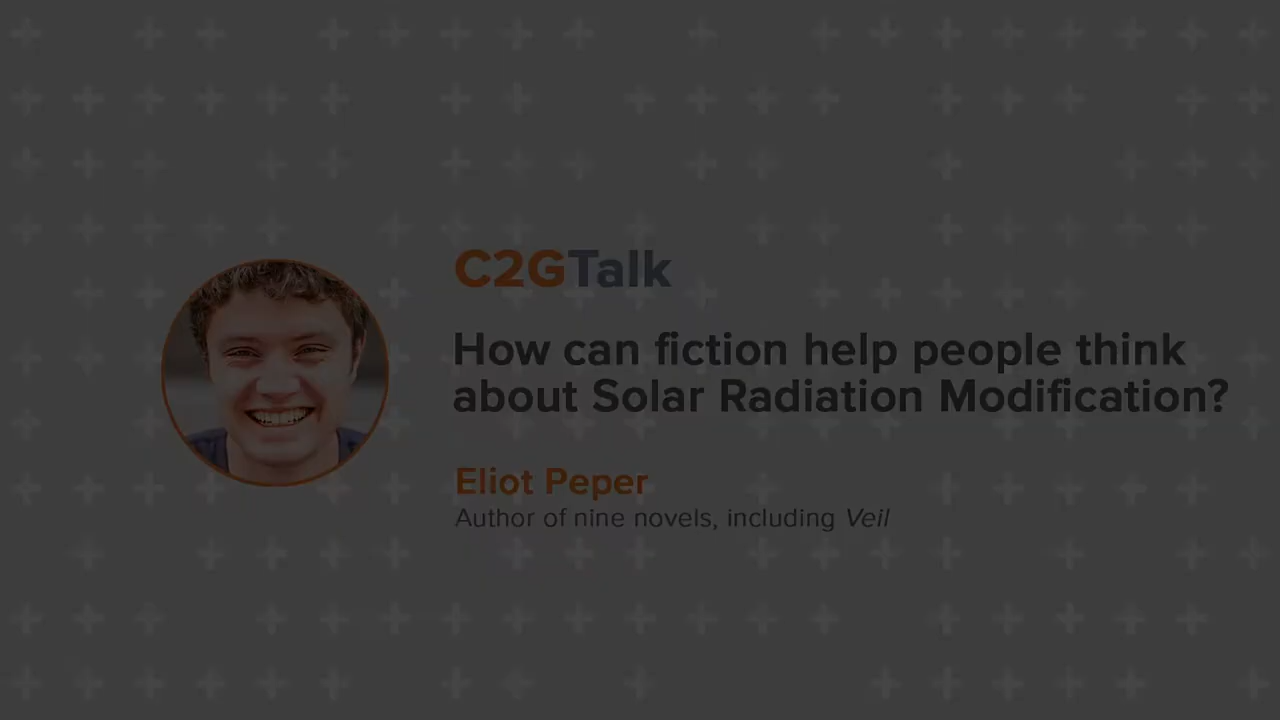 C2GTalk
How can fiction help people think
about Solar Radiation Modification?
Eliot Peper
Author of nine novels, including Veil